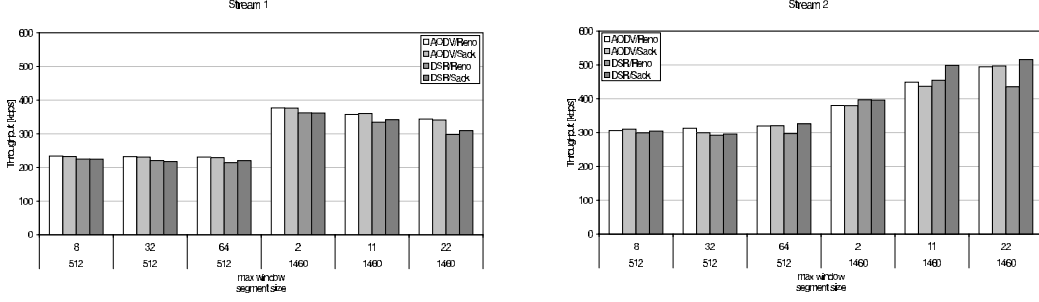 Stream 1
600
500
400
300
200
100
0
Throughput [kbps]
AODV/Reno
AODV/Sack
DSR/Reno
DSR/Sack
8 32 64 2 11 22
512 512 512 1460 1460 1460
max window
segment size
Stream 2
600
500
400
300
200
100
0
Throughput [kbps]
AODV/Reno
AODV/Sack
DSR/Reno
DSR/Sack
8 32 64 2 11 22
512 512 512 1460 1460 1460
max window
segment size